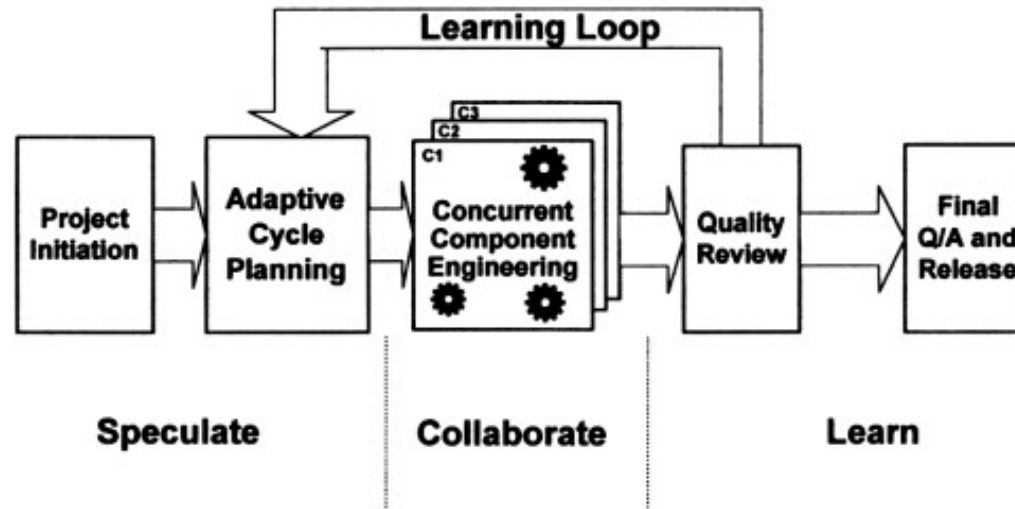 Learning Loop
Project
Initiation
Adaptive
Cycle
Planning
C3
C2
C1
Concurrent
Component
Engineering
Quality
Review
Final
Q/A and
Release
Speculate
Collaborate
Learn